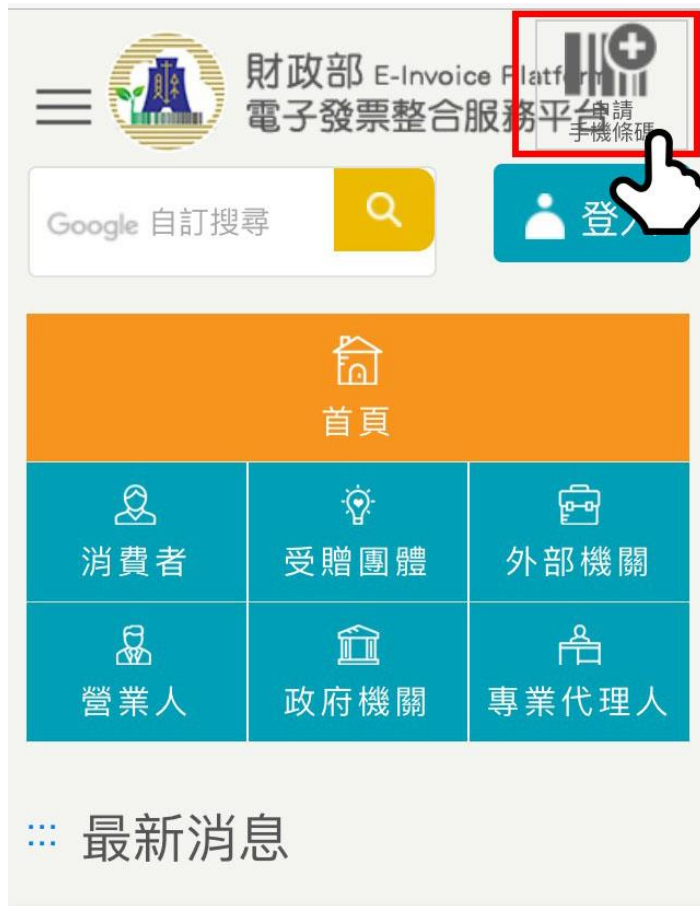 財政部 E-Invoice Platform
電子發票整合服務平台
申請
手機條碼
Google 自訂搜尋
登入
首頁
消費者
受贈團體
外部機關
營業人
政府機關
專業代理人
最新消息